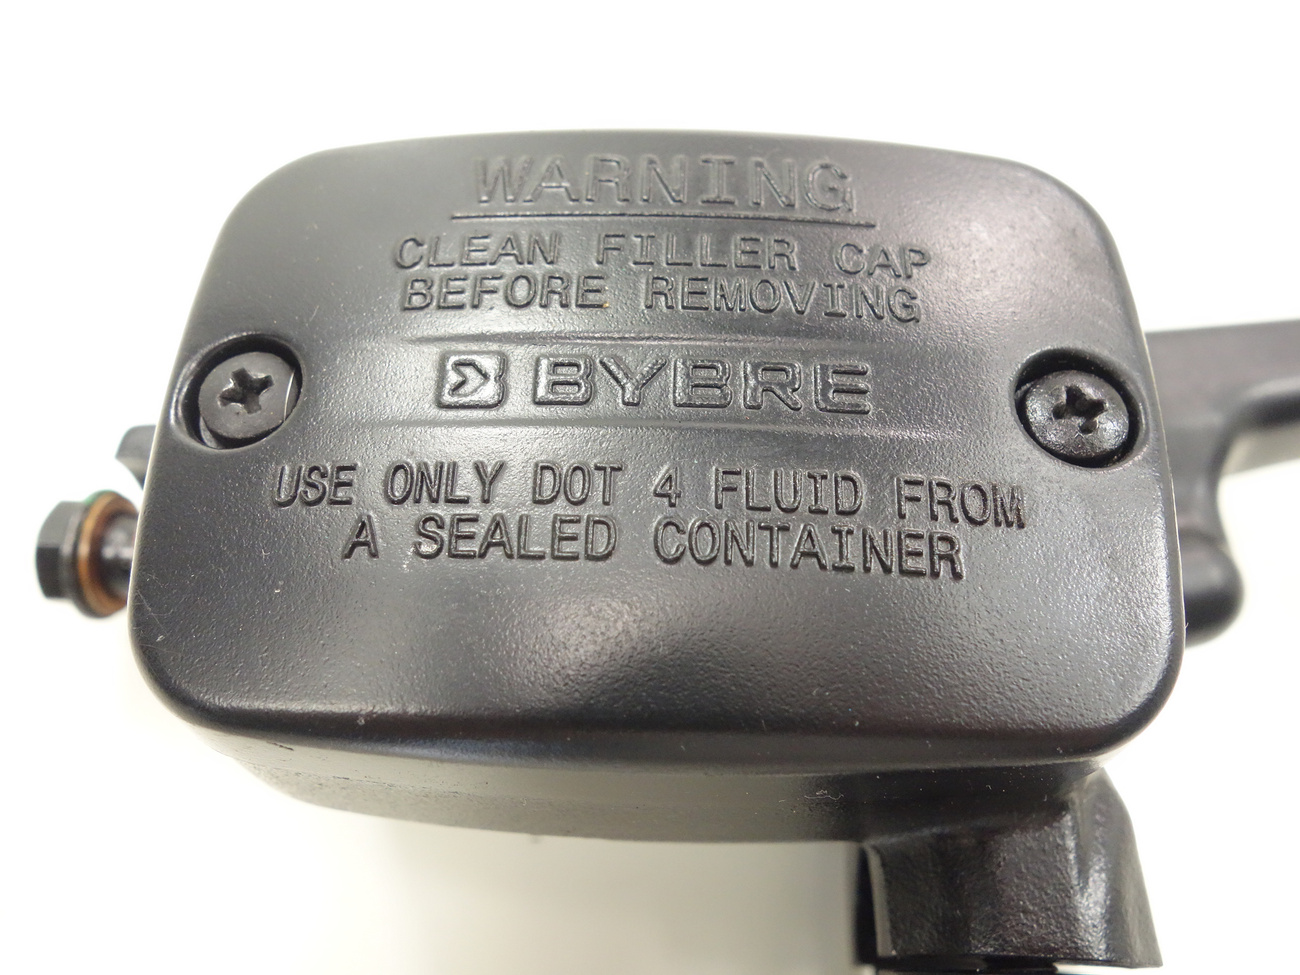 WARNING
CLEAN FILLER CAP
BEFORE REMOVING
BYBRE
USE ONLY DOT 4 FLUID FROM
A SEALED CONTAINER